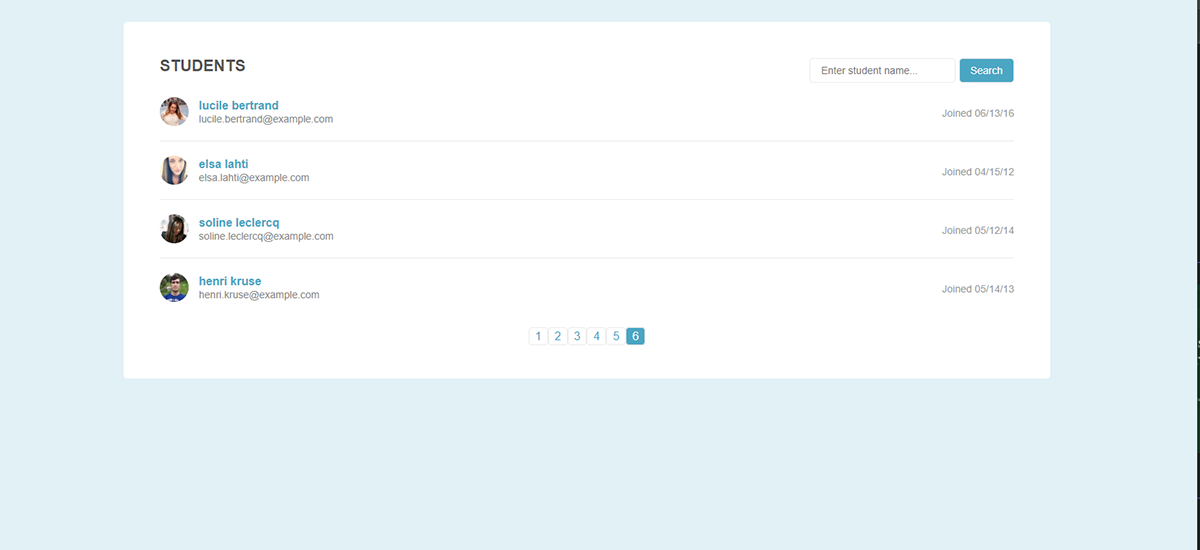 STUDENTS
Enter student name...
Search
lucile bertrand
lucile.bertrand@example.com
Joined 06/13/16
elsa lahti
elsa.lahti@example.com
Joined 04/15/12
soline leclercq
soline.leclercq@example.com
Joined 05/12/14
henri kruse
henri.kruse@example.com
Joined 05/14/13
1 2 3 4 5 6